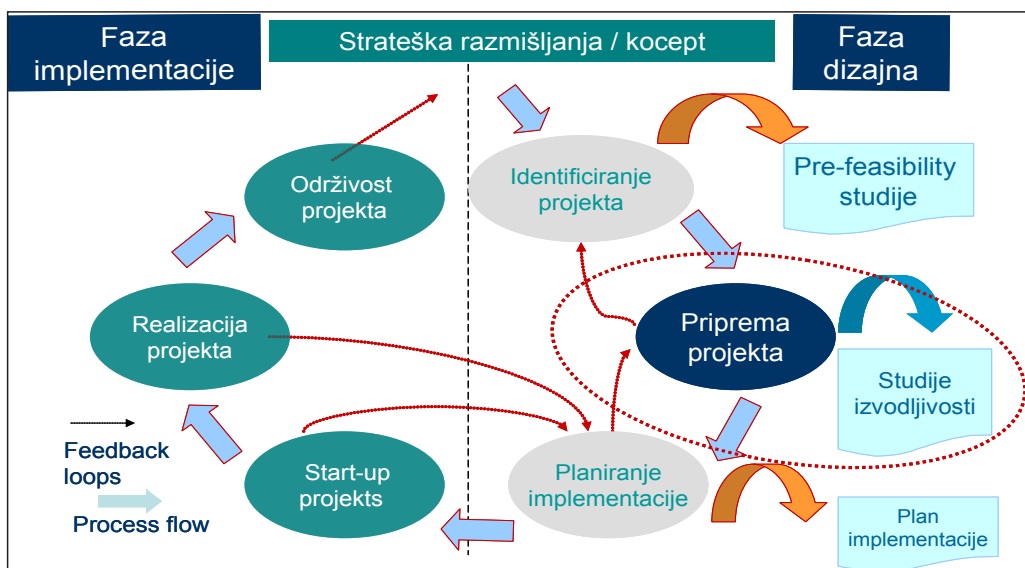 Faza
implementacije
Strateška razmišljanja / kocept
Faza
dizajna
Održivost
projekta
Identificiranje
projekta
Pre-feasibility
studije
Realizacija
projekta
Priprema
projekta
Studije
izvodljivosti
Feedback
loops
Process flow
Start-up
projekts
Planiranje
implementacije
Plan
implementacije